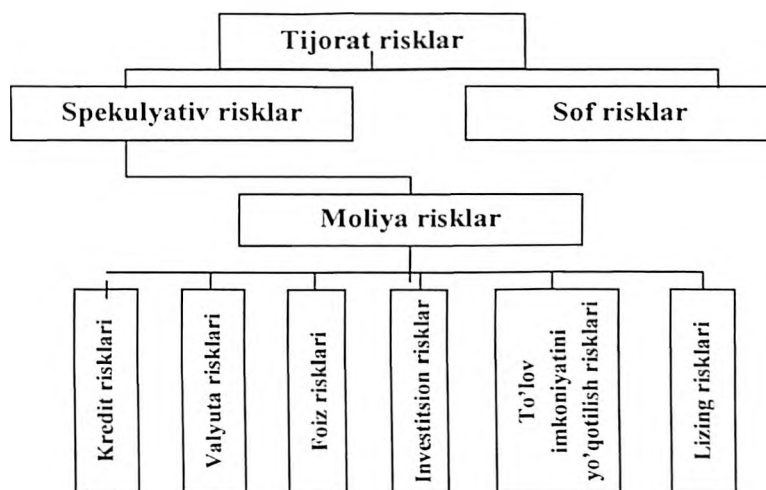 Tijorat risklar
Spekulyativ risklar
Sof risklar
Moliya risklar
Kredit risklari
Valyuta risklari
Foiz risklari
Investitsion risklar
To’lov
imkoniyatini
yo’qotilish risklari
Lizing risklari